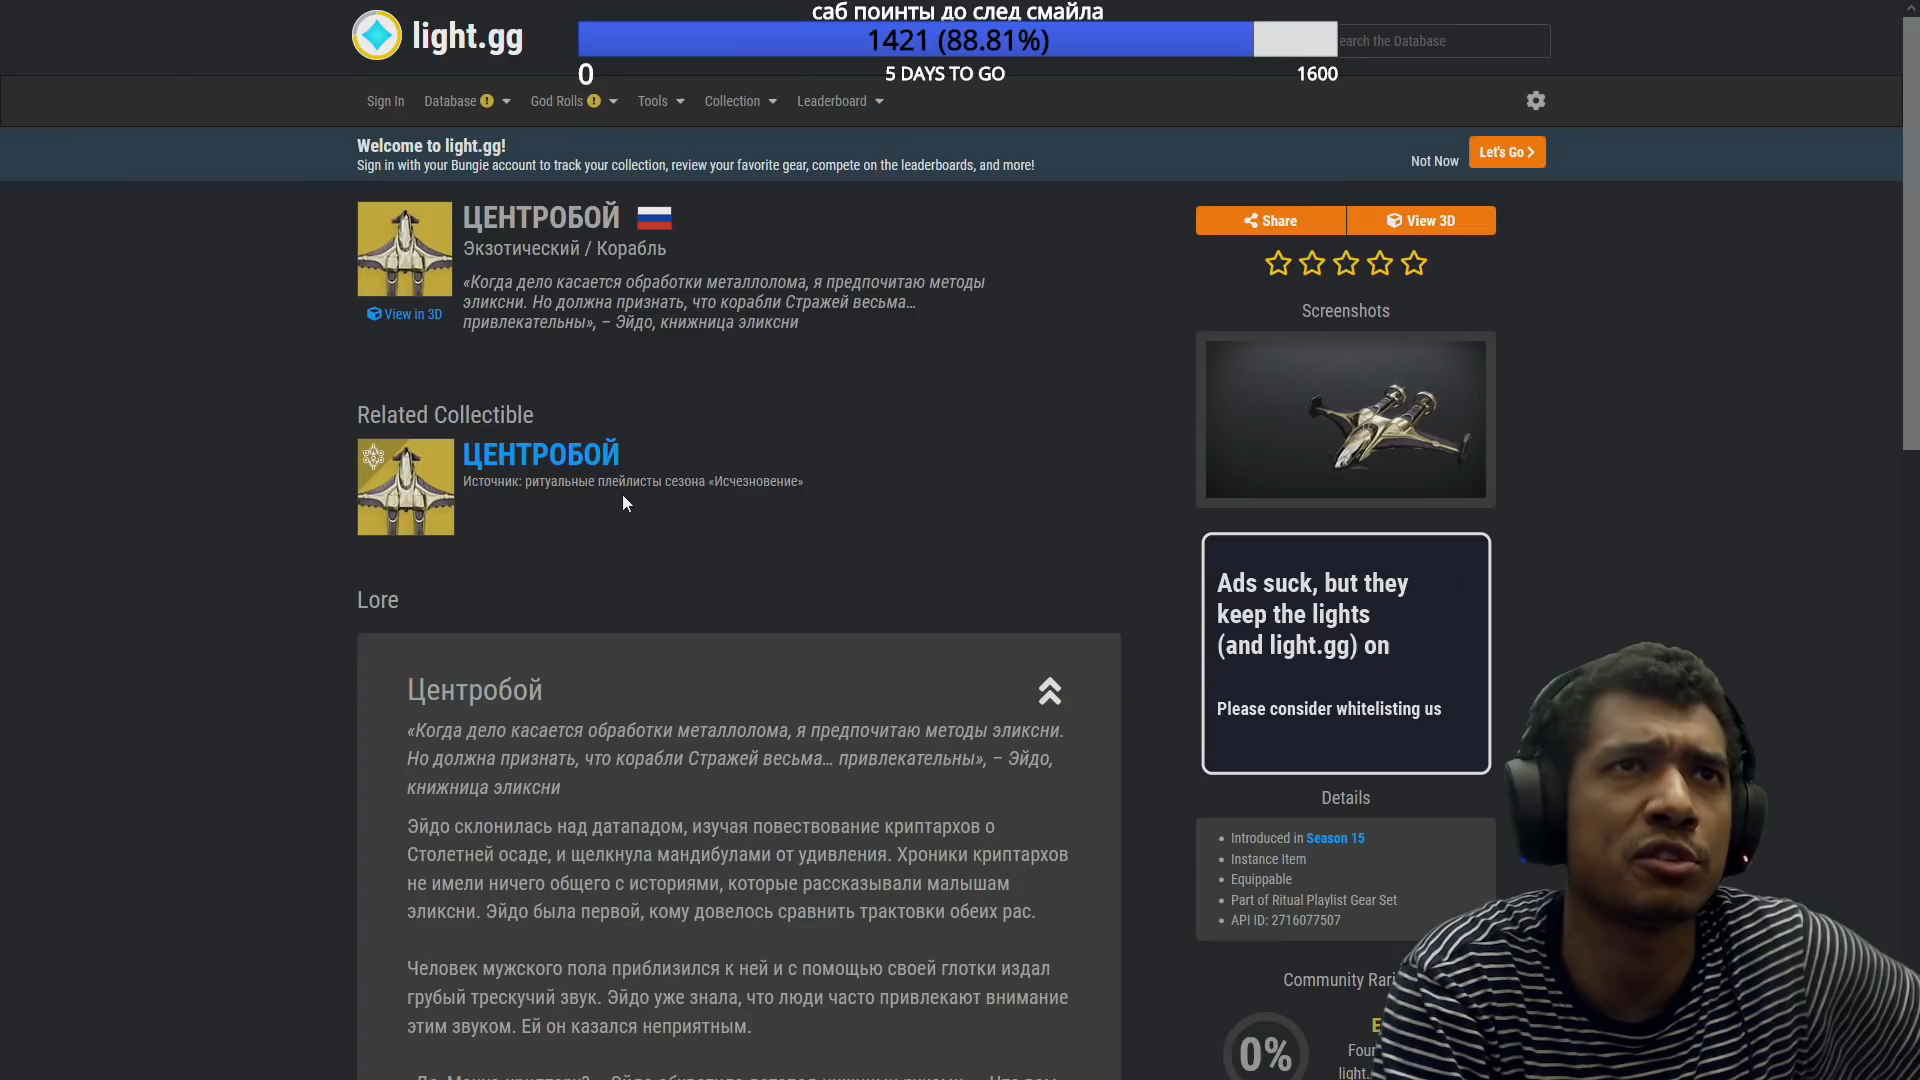 саб поинты до след смайла
light.gg
1421 (88.81%)
earch the Database
0
5 DAYS TO GO
1600
Sign In
Database
God Rolls
Tools
Collection
Leaderboard
Welcome to light.gg!
Sign in with your Bungie account to track your collection, review your favorite gear, compete on the leaderboards, and more!
Not Now
Let's Go
ЦЕНТРОБОЙ
Экзотический / Корабль
«Когда дело касается обработки металлолома, я предпочитаю методы
эликсни. Но должна признать, что корабли Стражей весьма...
привлекательны», – Эйдо, книжница эликсни
View in 3D
Share
View 3D
Screenshots
Related Collectible
ЦЕНТРОБОЙ
Источник: ритуальные плейлисты сезона «Исчезновение»
Lore
Центробой
«Когда дело касается обработки металлолома, я предпочитаю методы эликсни.
Но должна признать, что корабли Стражей весьма... привлекательны», – Эйдо,
книжница эликсни
Эйдо склонилась над датападом, изучая повествование криптархов о
Столетней осаде, и щелкнула мандибулами от удивления. Хроники криптархов
не имели ничего общего с историями, которые рассказывали малышам
эликсни. Эйдо была первой, кому довелось сравнить трактовки обеих рас.
Человек мужского пола приблизился к ней и с помощью своей глотки издал
грубый трескучий звук. Эйдо уже знала, что люди часто привлекают внимание
этим звуком. Ей он казался неприятным.
Ads suck, but they
keep the lights
(and light.gg) on
Please consider whitelisting us
Details
Introduced in Season 15
Instance Item
Equippable
Part of Ritual Playlist Gear Set
API ID: 2716077507
Community Rari
0%
E
Four
light.